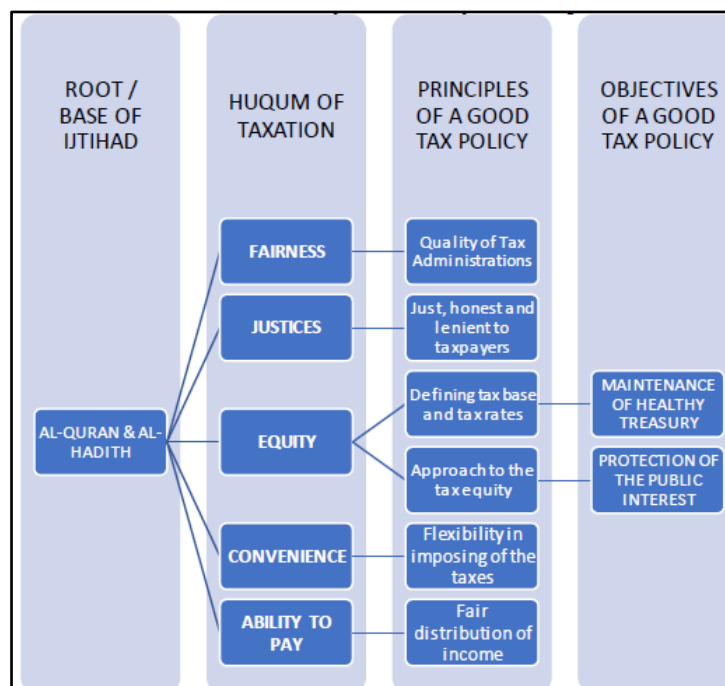 ROOT /
BASE OF
IJTIHAD
HUQUM OF
TAXATION
PRINCIPLES
OF A GOOD
TAX POLICY
OBJECTIVES
OF A GOOD
TAX POLICY
AL-QURAN & AL-
HADITH
FAIRNESS
JUSTICES
EQUITY
CONVENIENCE
ABILITY TO
PAY
Quality of Tax
Administrations
Just, honest and
lenient to
taxpayers
Defining tax base
and tax rates
Approach to the
tax equity
Flexibility in
imposing of the
taxes
Fair
distribution of
income
MAINTENANCE
OF HEALTHY
TREASURY
PROTECTION OF
THE PUBLIC
INTEREST